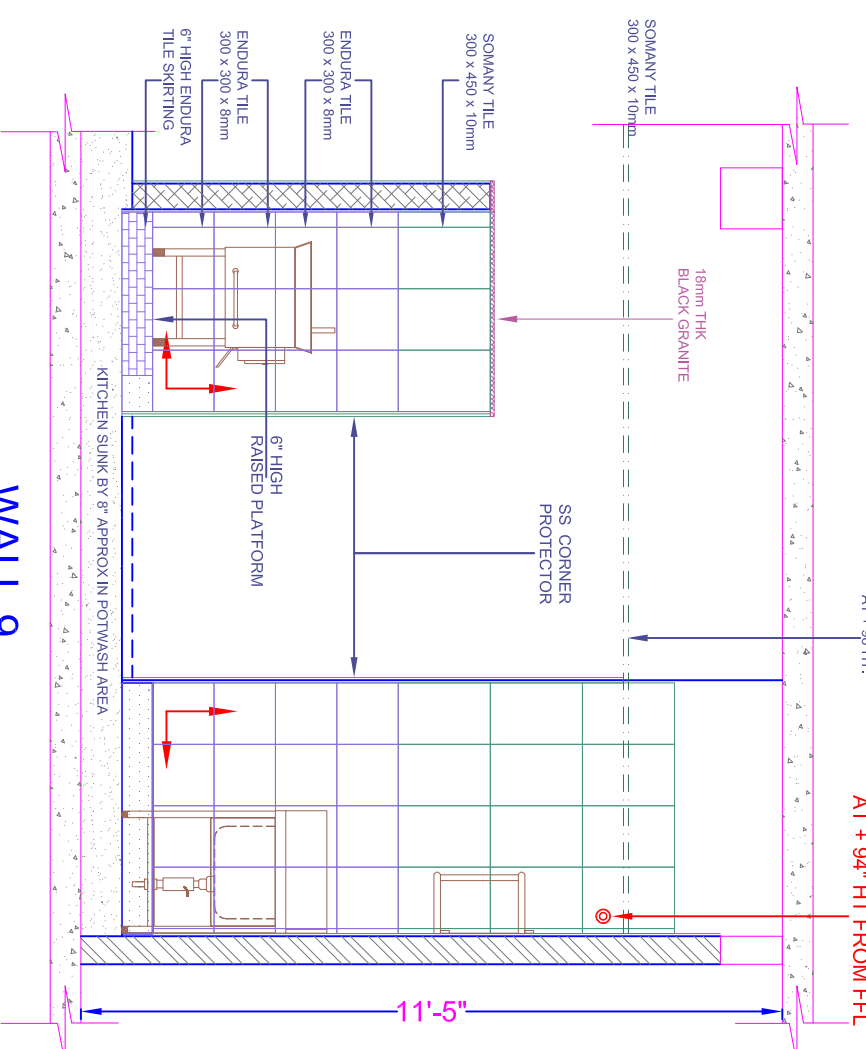 SOMANY TILE
300 x 450 x 10mm
SOMANY TILE
300 x 450 x 10mm
ENDURA TILE
300 x 300 x 8mm
ENDURA TILE
300 x 300 x 8mm
6" HIGH ENDURA
TILE SKIRTING
18mm THK
BLACK GRANITE
SS CORNER
PROTECTOR
6" HIGH
RAISED PLATFORM
KITCHEN SUNK BY 8" APPROX IN POTWASH AREA
AT + 94" HT FROM FFL
11'-5"
WALL 9